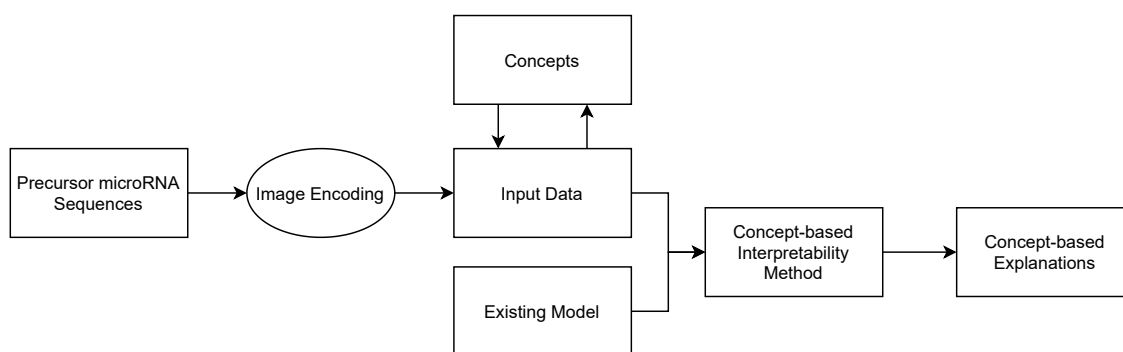 Concepts
Precursor microRNA
Sequences
Image Encoding
Input Data
Existing Model
Concept-based
Interpretability
Method
Concept-based
Explanations